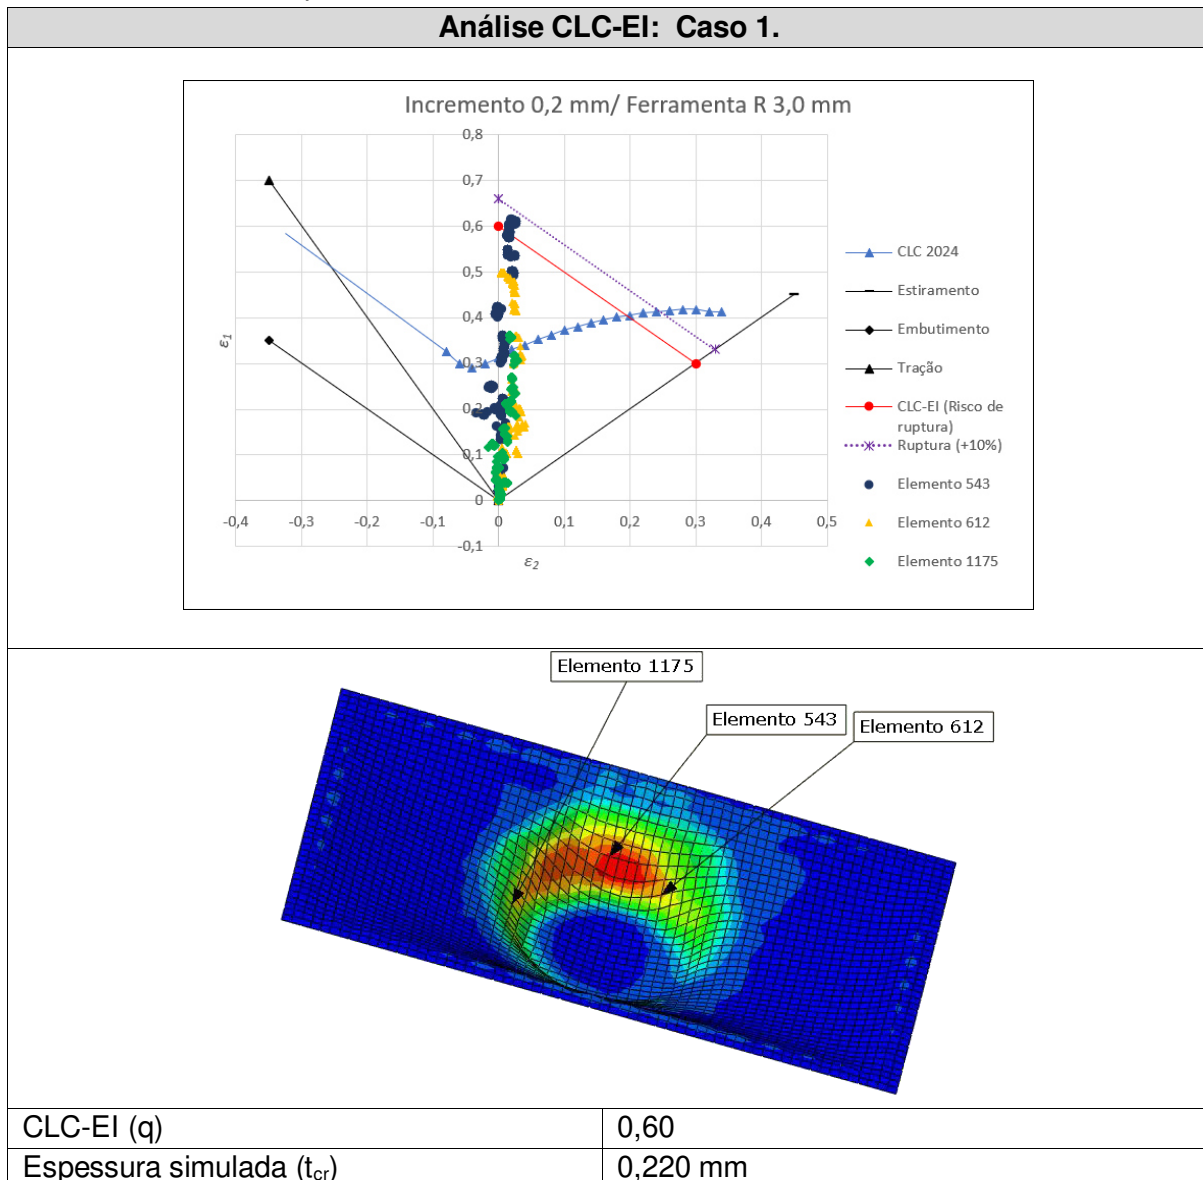 Análise CLC-EI: Caso 1.
Incremento 0,2 mm/ Ferramenta R 3,0 mm
0,8
0,7
0,6
0,5
0,4
0,3
0,2
0,1
0
-0,1
-0,4
-0,3
-0,2
-0,1
0
0,1
0,2
0,3
0,4
0,5
ε1
ε2
CLC 2024
Estiramento
Embutimento
Tração
CLC-EI (Risco de
ruptura)
Ruptura (+10%)
Elemento 543
Elemento 612
Elemento 1175
Elemento 1175
Elemento 543
Elemento 612
CLC-EI (q)
0,60
Espessura simulada (tcr)
0,220 mm